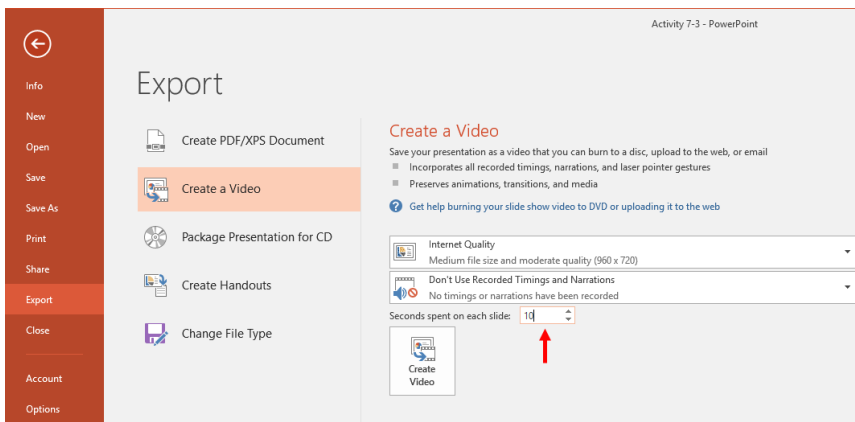 Activity 7-3 - PowerPoint
Info
New
Open
Save
Save As
Print
Share
Export
Close
Account
Options
Export
Create PDF/XPS Document
Create a Video
Package Presentation for CD
Create Handouts
Change File Type
Create a Video
Save your presentation as a video that you can burn to a disc, upload to the web, or email
Incorporates all recorded timings, narrations, and laser pointer gestures
Preserves animations, transitions, and media
Get help burning your slide show video to DVD or uploading it to the web
Internet Quality
Medium file size and moderate quality (960 x 720)
Don't Use Recorded Timings and Narrations
No timings or narrations have been recorded
Seconds spent on each slide: 10
Create
Video